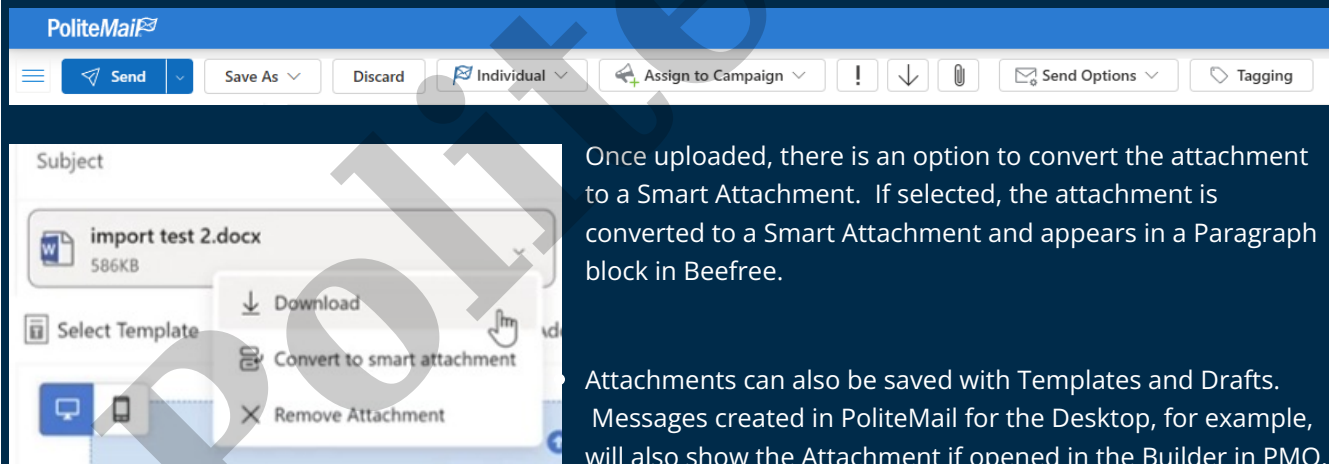 PoliteMail
Send
Save As
Discard
Individual
Assign to Campaign
!
Send Options
Tagging
Subject
import test 2.docx
586KB
Download
Select Template
Convert to smart attachment
Remove Attachment
Once uploaded, there is an option to convert the attachment
to a Smart Attachment. If selected, the attachment is
converted to a Smart Attachment and appears in a Paragraph
block in Beefree.
Attachments can also be saved with Templates and Drafts.
Messages created in PoliteMail for the Desktop, for example,
will also show the Attachment if opened in the Builder in PMO.
Polite